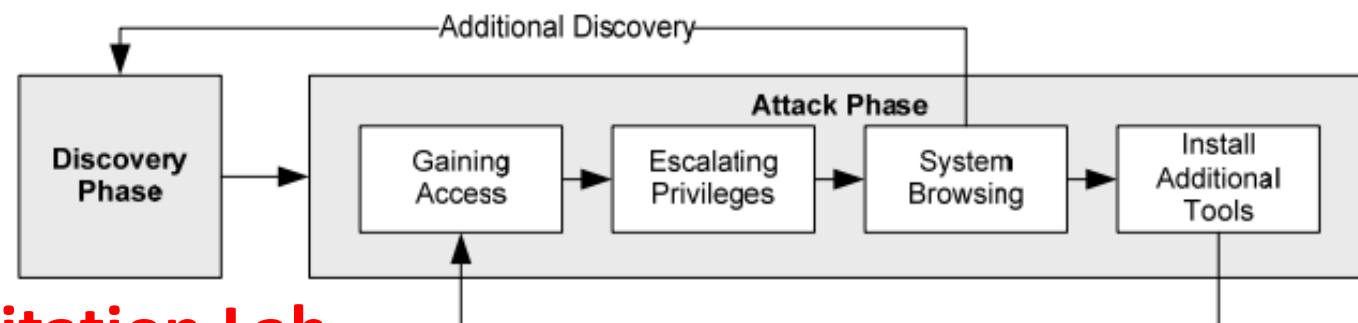 Additional Discovery
Attack Phase
Discovery
Phase
Gaining
Access
Escalating
Privileges
System
Browsing
Install
Additional
Tools